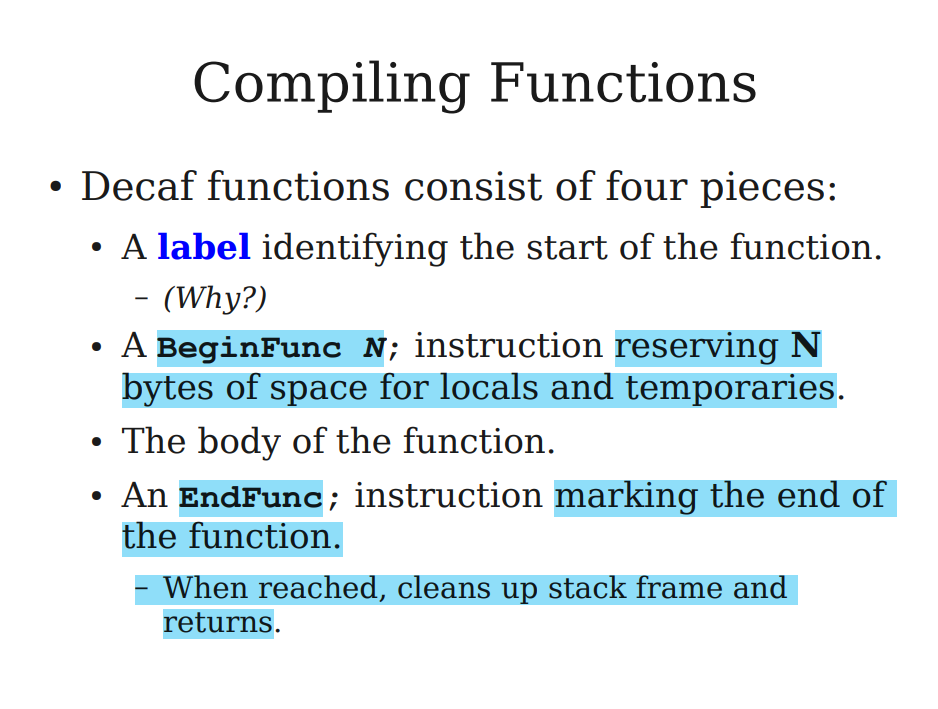 Compiling Functions
• Decaf functions consist of four pieces:
• A label identifying the start of the function.
– (Why?)
• A BeginFunc N; instruction reserving N
bytes of space for locals and temporaries.
• The body of the function.
• An EndFunc; instruction marking the end of
the function.
– When reached, cleans up stack frame and
returns.